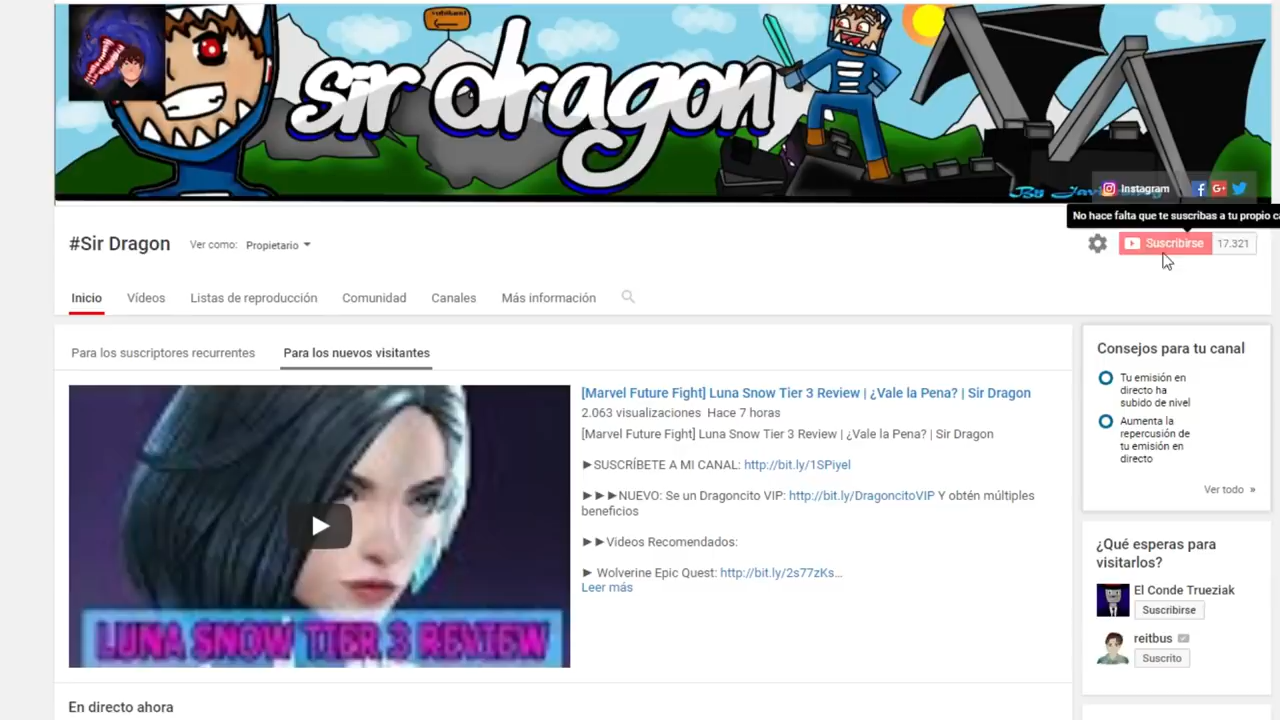 sir dragon
Instagram
No hace falta que te suscribas a tu propio
#Sir Dragon
Ver como: Propietario
Suscribirse 17.321
Inicio Vídeos Listas de reproducción Comunidad Canales Más información
Para los suscriptores recurrentes Para los nuevos visitantes
[Marvel Future Fight] Luna Snow Tier 3 Review | ¿Vale la Pena? | Sir Dragon
2.063 visualizaciones Hace 7 horas
[Marvel Future Fight] Luna Snow Tier 3 Review | ¿Vale la Pena? | Sir Dragon
►SUSCRÍBETE A MI CANAL: http://bit.ly/1SPiyel
►►►NUEVO: Se un Dragoncito VIP: http://bit.ly/DragoncitoVIP Y obtén múltiples
beneficios
►►Videos Recomendados:
► Wolverine Epic Quest: http://bit.ly/2s77zKs...
Leer más
LUNA SNOW TIER 3 REVIEW
En directo ahora
Consejos para tu canal
Tu emisión en
directo ha
subido de nivel
Aumenta la
repercusión de
tu emisión en
directo
Ver todo »
¿Qué esperas para
visitarlos?
El Conde Trueziak
Suscribirse
reitbus
Suscrito